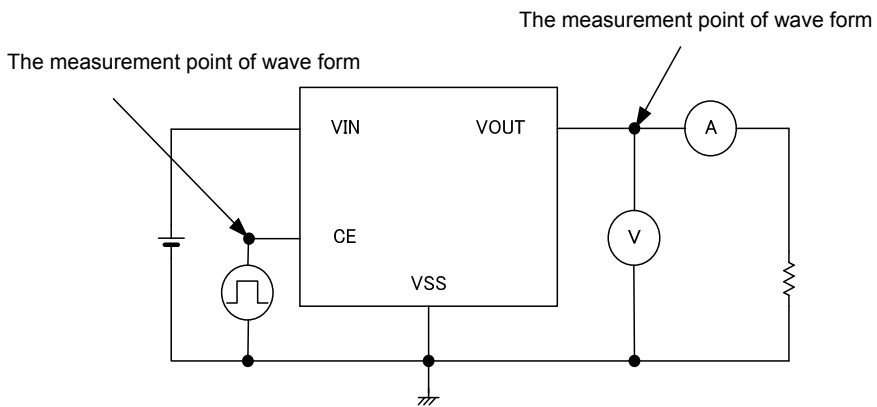 The measurement point of wave form
The measurement point of wave form
VIN
VOUT
A
CE
V
VSS